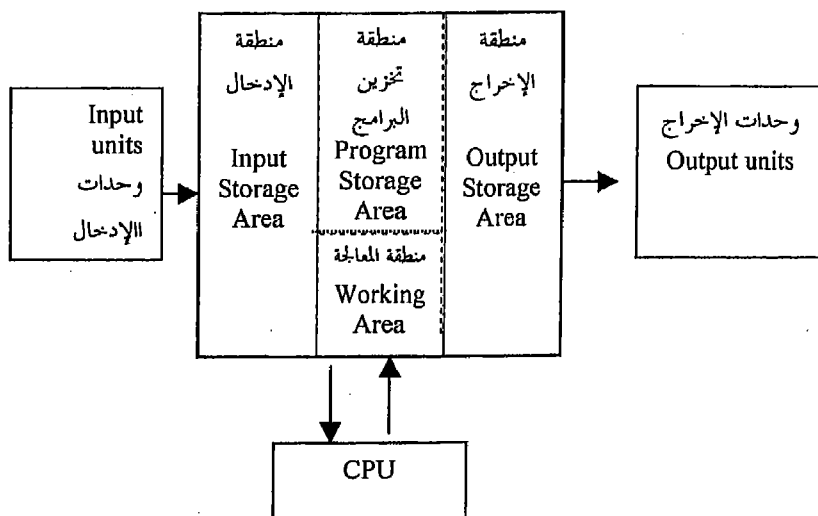 Input
units
وحدات
االإدخال
منطقة
الإدخال
Input
Storage
Area
منطقة
تخزين
البرامج
Program
Storage
Area
منطقة المعالجة
Working
Area
منطقة
الإخراج
Output
Storage
Area
وحدات الإخراج
Output units
CPU